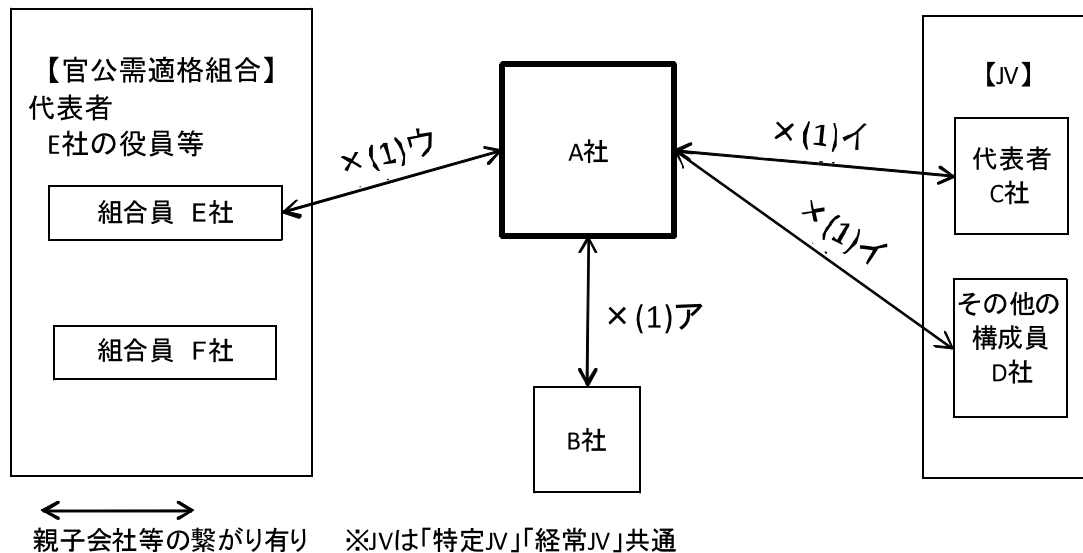 【官公需適格組合】
代表者
E社の役員等
組合員 E社
組合員 F社
×(1)ウ
A社
×(1)ア
B社
×(1)イ
×(1)イ
【JV】
代表者
C社
その他の
構成員
D社
親子会社等の繋がり有り
※JVは「特定JV」「経常JV」共通